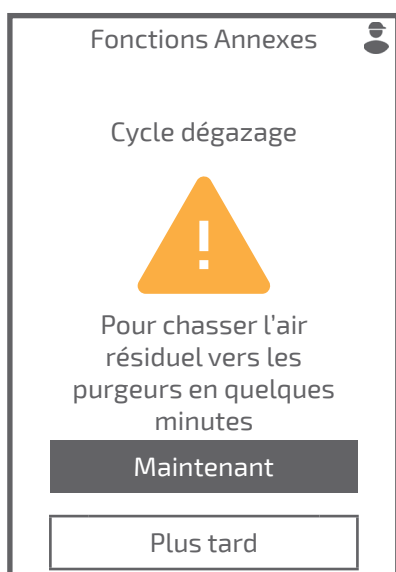 Fonctions Annexes
Cycle dégazage
!
Pour chasser l'air
résiduel vers les
purgeurs en quelques
minutes
Maintenant
Plus tard